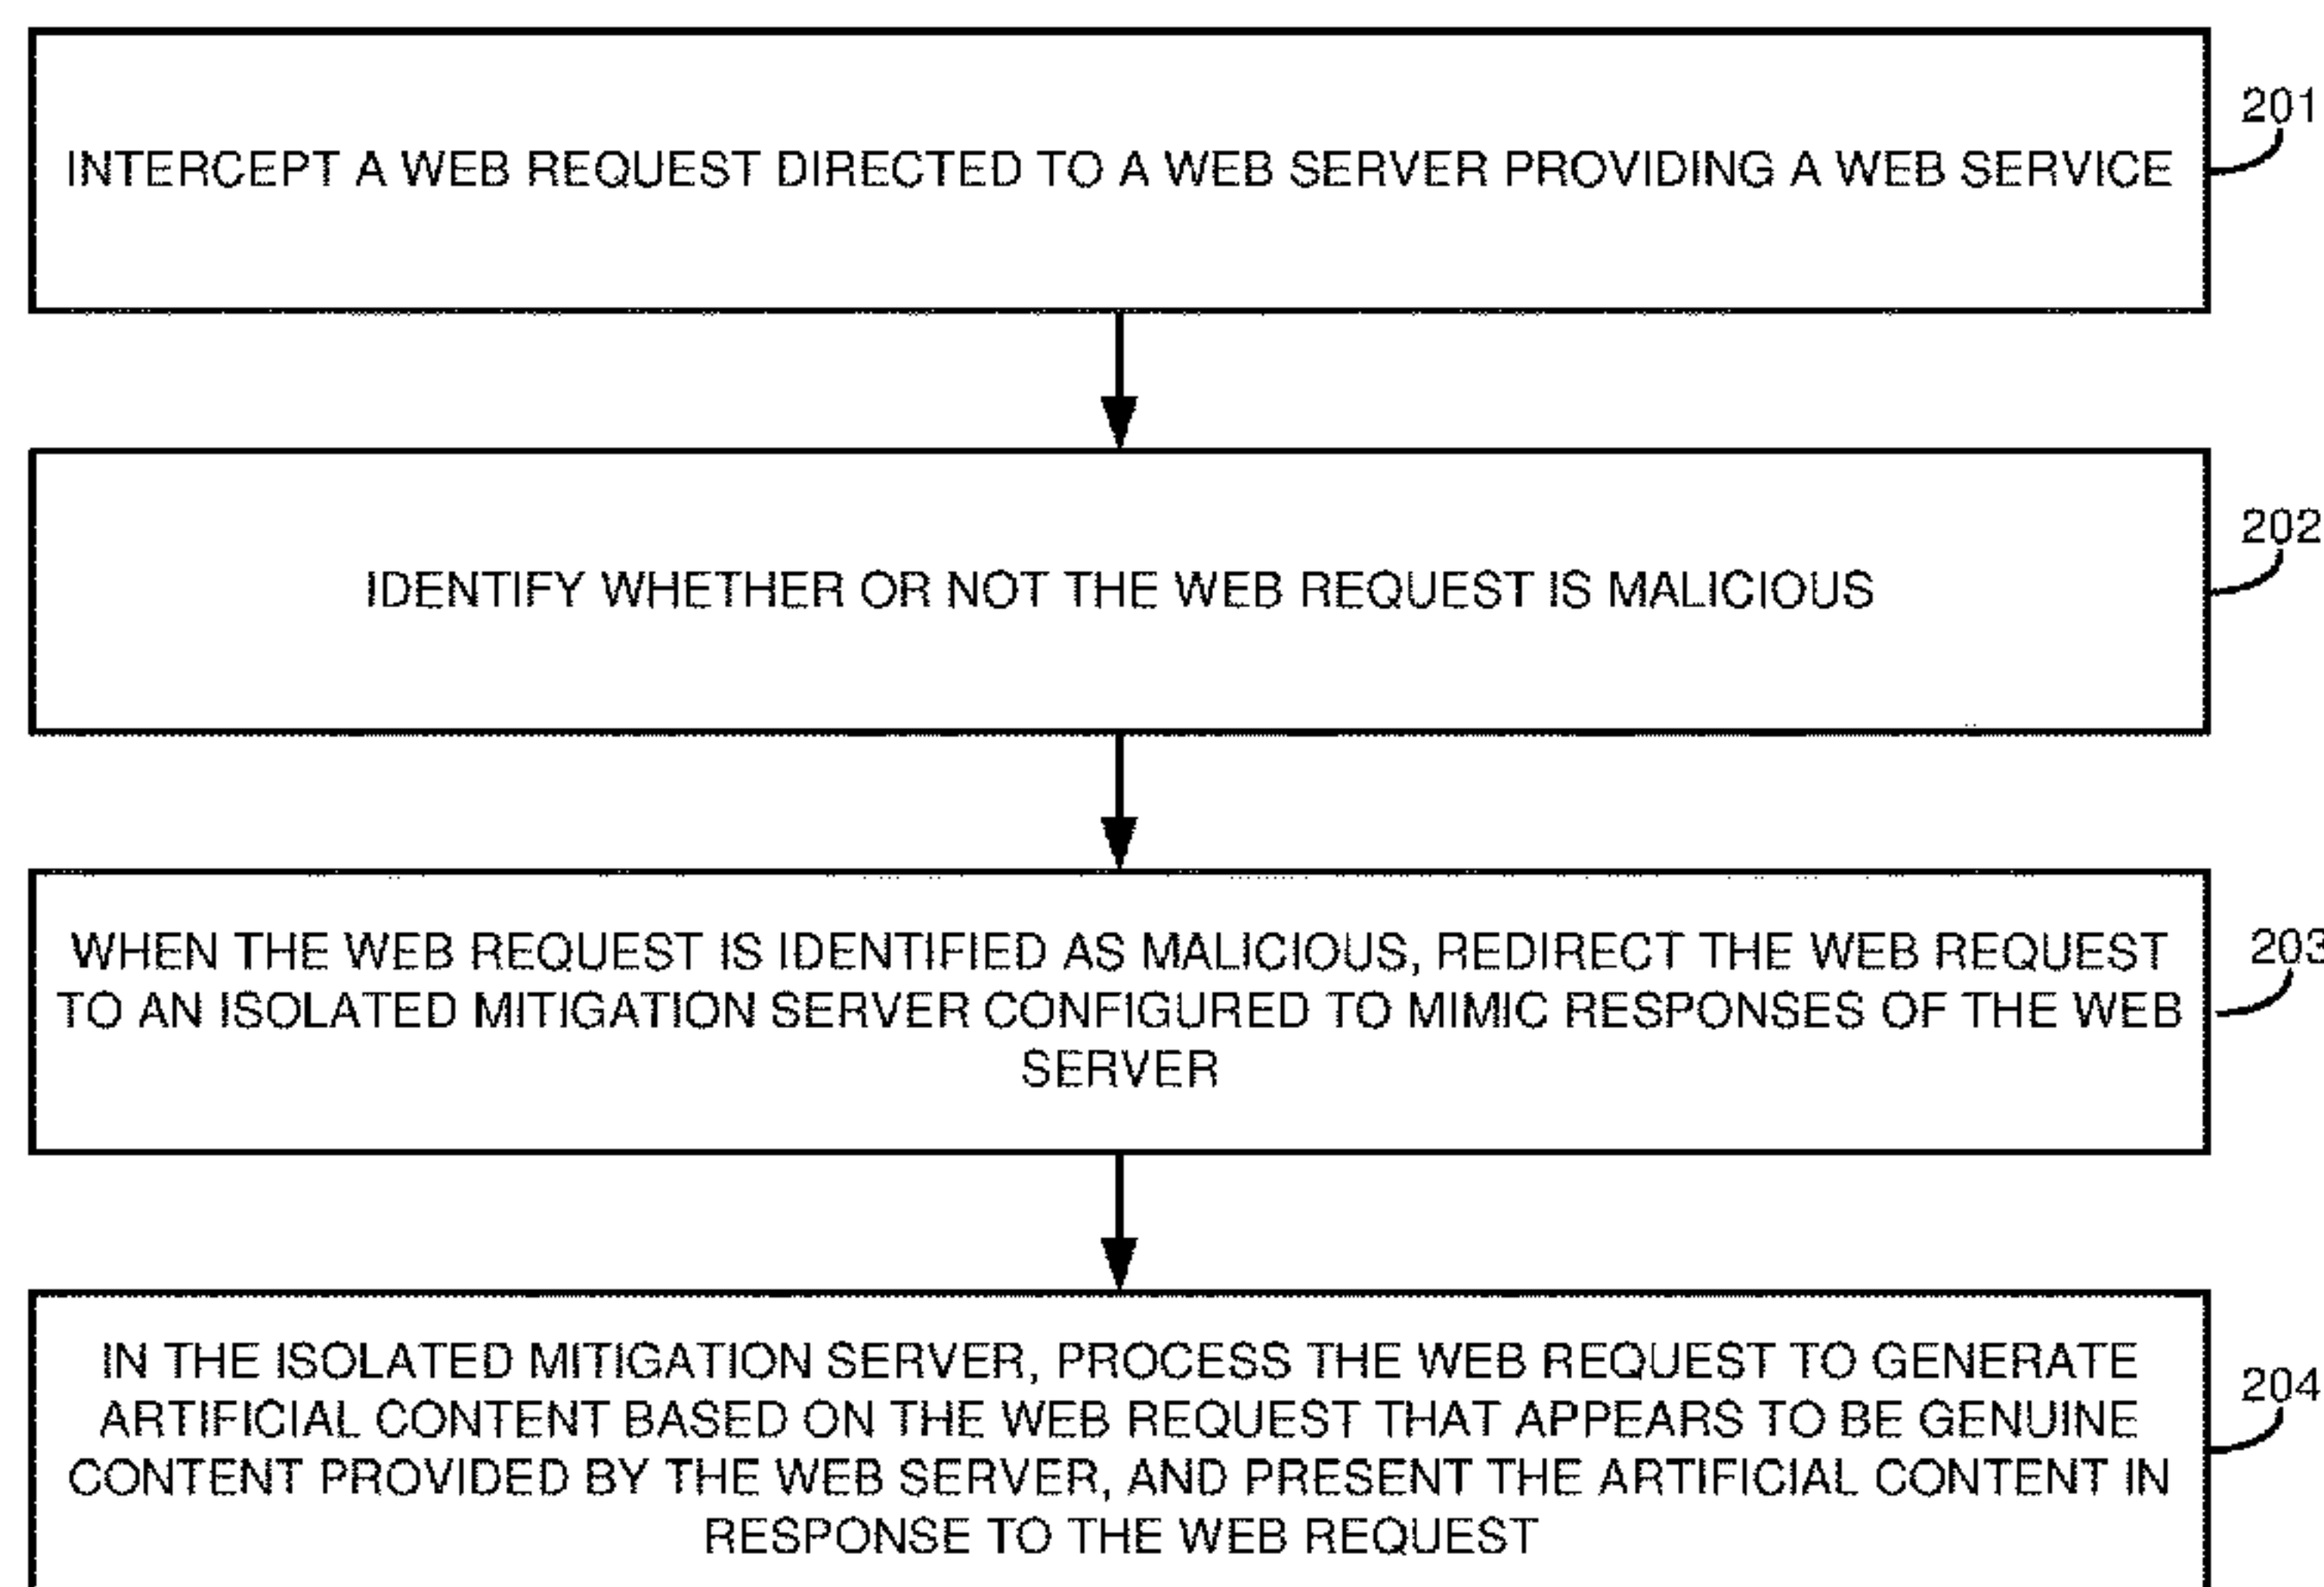 201
INTERCEPT A WEB REQUEST DIRECTED TO A WEB SERVER PROVIDING A WEB SERVICE
202
IDENTIFY WHETHER OR NOT THE WEB REQUEST IS MALICIOUS
203
WHEN THE WEB REQUEST IS IDENTIFIED AS MALICIOUS, REDIRECT THE WEB REQUEST
TO AN ISOLATED MITIGATION SERVER CONFIGURED TO MIMIC RESPONSES OF THE WEB
SERVER
204
IN THE ISOLATED MITIGATION SERVER, PROCESS THE WEB REQUEST TO GENERATE
ARTIFICIAL CONTENT BASED ON THE WEB REQUEST THAT APPEARS TO BE GENUINE
CONTENT PROVIDED BY THE WEB SERVER, AND PRESENT THE ARTIFICIAL CONTENT IN
RESPONSE TO THE WEB REQUEST